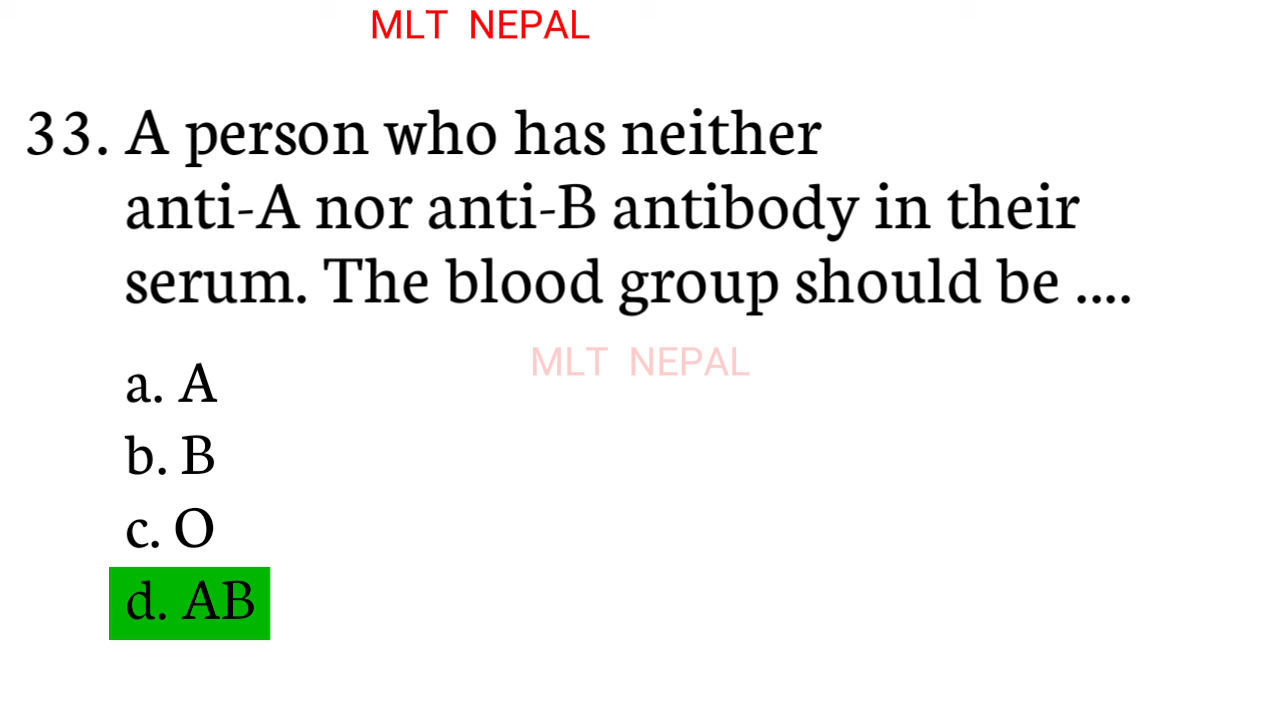 MLT NEPAL
33. A person who has neither
anti-A nor anti-B antibody in their
serum. The blood group should be ....
MLT NEPAL
a. A
b. B
c. O
d. AB